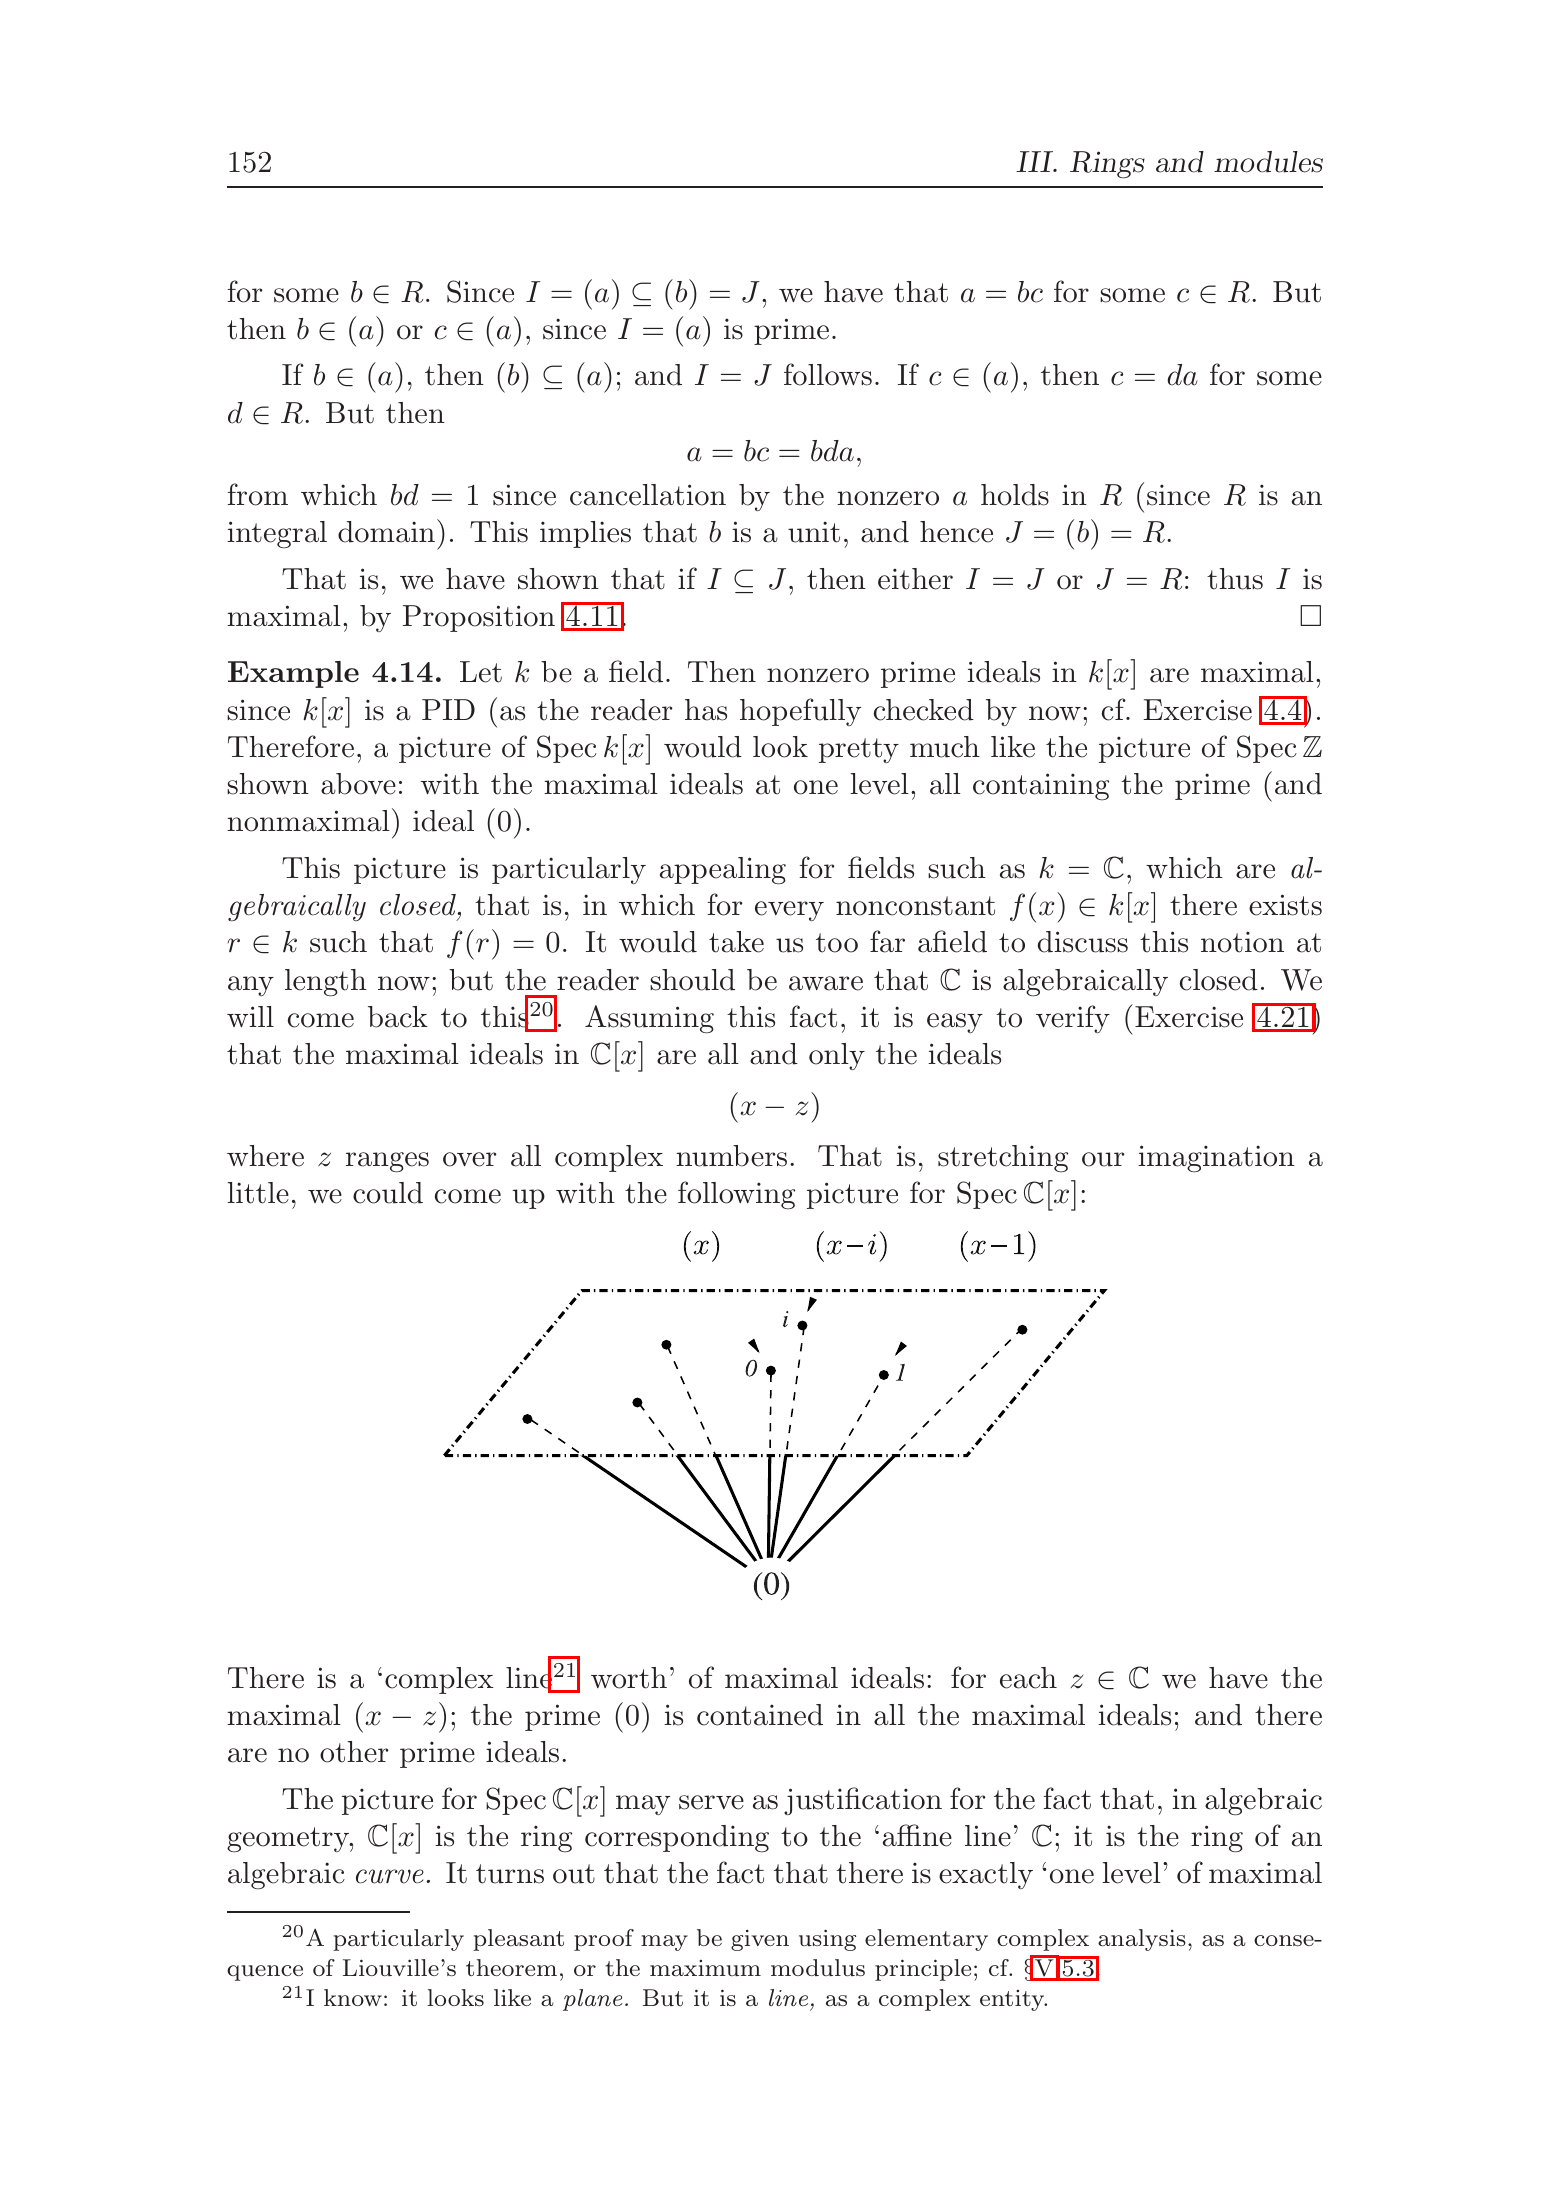 152
III. Rings and modules
for some b ∈ R. Since I = (a) ⊆ (b) = J, we have that a = bc for some c ∈ R. But
then b ∈ (a) or c ∈ (a), since I = (a) is prime.
If b ∈ (a), then (b) ⊆ (a); and I = J follows. If c ∈ (a), then c = da for some
d ∈ R. But then
a = bc = bda,
from which bd = 1 since cancellation by the nonzero a holds in R (since R is an
integral domain). This implies that b is a unit, and hence J = (b) = R.
That is, we have shown that if I ⊆ J, then either I = J or J = R: thus I is
maximal, by Proposition 4.11. □
Example 4.14. Let k be a field. Then nonzero prime ideals in k[x] are maximal,
since k[x] is a PID (as the reader has hopefully checked by now; cf. Exercise 4.4).
Therefore, a picture of Spec k[x] would look pretty much like the picture of Spec ℤ
shown above: with the maximal ideals at one level, all containing the prime (and
nonmaximal) ideal (0).
This picture is particularly appealing for fields such as k = ℂ, which are al-
gebraically closed, that is, in which for every nonconstant f(x) ∈ k[x] there exists
r ∈ k such that f(r) = 0. It would take us too far afield to discuss this notion at
any length now; but the reader should be aware that ℂ is algebraically closed. We
will come back to this²⁰. Assuming this fact, it is easy to verify (Exercise 4.21)
that the maximal ideals in ℂ[x] are all and only the ideals
(x − z)
where z ranges over all complex numbers. That is, stretching our imagination a
little, we could come up with the following picture for Spec ℂ[x]:
(x) (x−i) (x−1)
i
0
1
(0)
There is a ‘complex line²¹ worth’ of maximal ideals: for each z ∈ ℂ we have the
maximal (x − z); the prime (0) is contained in all the maximal ideals; and there
are no other prime ideals.
The picture for Spec ℂ[x] may serve as justification for the fact that, in algebraic
geometry, ℂ[x] is the ring corresponding to the ‘affine line’ ℂ; it is the ring of an
algebraic curve. It turns out that the fact that there is exactly ‘one level’ of maximal
²⁰A particularly pleasant proof may be given using elementary complex analysis, as a conse-
quence of Liouville’s theorem, or the maximum modulus principle; cf. §V.5.3
²¹I know: it looks like a plane. But it is a line, as a complex entity.